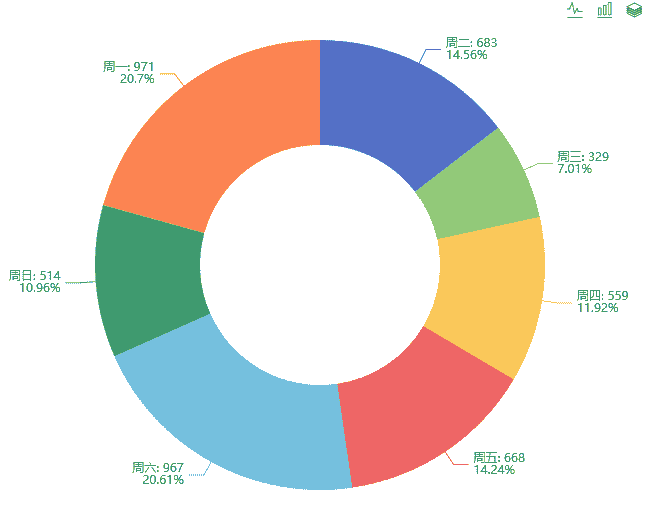 周二: 683
14.56%
周三: 329
7.01%
周四: 559
11.92%
周五: 668
14.24%
周六: 967
20.61%
周日: 514
10.96%
周一: 971
20.7%